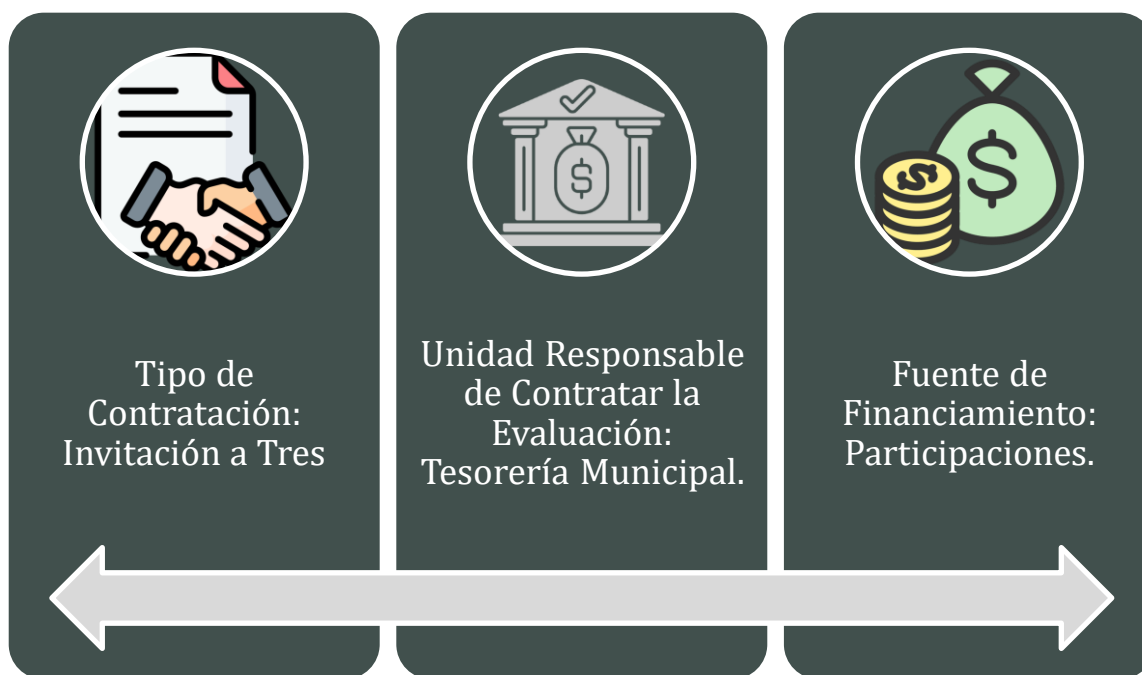 Tipo de
Contratación:
Invitación a Tres
Unidad Responsable
de Contratar la
Evaluación:
Tesorería Municipal.
Fuente de
Financiamiento:
Participaciones.